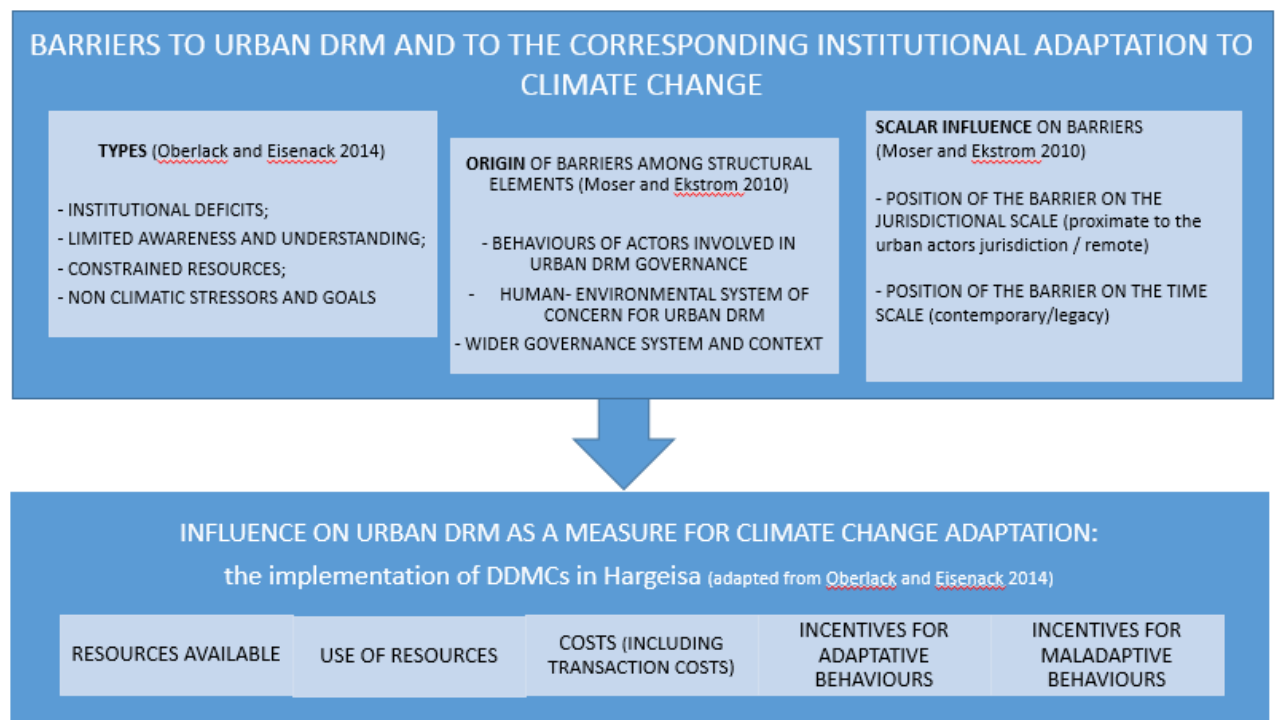 BARRIERS TO URBAN DRM AND TO THE CORRESPONDING INSTITUTIONAL ADAPTATION TO
CLIMATE CHANGE
TYPES (Oberlack and Eisenack 2014)
- INSTITUTIONAL DEFICITS;
- LIMITED AWARENESS AND UNDERSTANDING;
- CONSTRAINED RESOURCES;
- NON CLIMATIC STRESSORS AND GOALS
ORIGIN OF BARRIERS AMONG STRUCTURAL
ELEMENTS (Moser and Ekstrom 2010)
- BEHAVIOURS OF ACTORS INVOLVED IN
URBAN DRM GOVERNANCE
- HUMAN- ENVIRONMENTAL SYSTEM OF
CONCERN FOR URBAN DRM
- WIDER GOVERNANCE SYSTEM AND CONTEXT
SCALAR INFLUENCE ON BARRIERS
(Moser and Ekstrom 2010)
- POSITION OF THE BARRIER ON THE
JURISDICTIONAL SCALE (proximate to the
urban actors jurisdiction / remote)
- POSITION OF THE BARRIER ON THE TIME
SCALE (contemporary/legacy)
INFLUENCE ON URBAN DRM AS A MEASURE FOR CLIMATE CHANGE ADAPTATION:
the implementation of DDMCs in Hargeisa (adapted from Oberlack and Eisenack 2014)
RESOURCES AVAILABLE
USE OF RESOURCES
COSTS (INCLUDING
TRANSACTION COSTS)
INCENTIVES FOR
ADAPTATIVE
BEHAVIOURS
INCENTIVES FOR
MALADAPTIVE
BEHAVIOURS